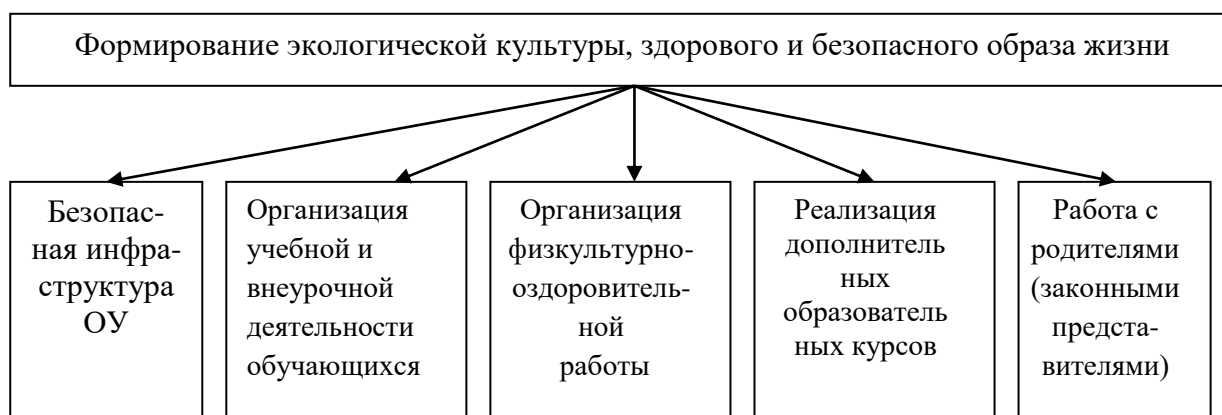 Формирование экологической культуры, здорового и безопасного образа жизни
Безопас-
ная инфра-
структура
ОУ
Организация
учебной и
внеурочной
деятельности
обучающихся
Организация
физкультурно-
оздоровитель-
ной
работы
Реализация
дополнитель
ных
образователь
ных курсов
Работа с
родителями
(законными
предста-
вителями)